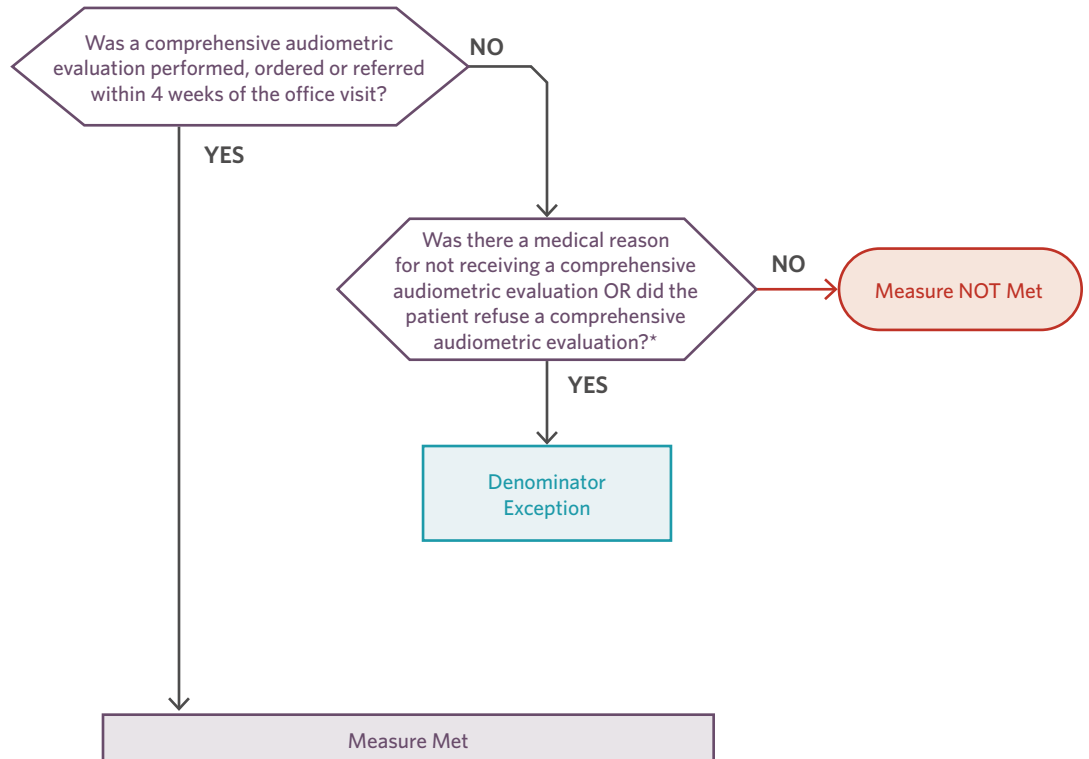 Was a comprehensive audiometric
evaluation performed, ordered or referred
within 4 weeks of the office visit?
NO
YES
Was there a medical reason
for not receiving a comprehensive
audiometric evaluation OR did the
patient refuse a comprehensive
audiometric evaluation?*
NO
Measure NOT Met
YES
Denominator
Exception
Measure Met